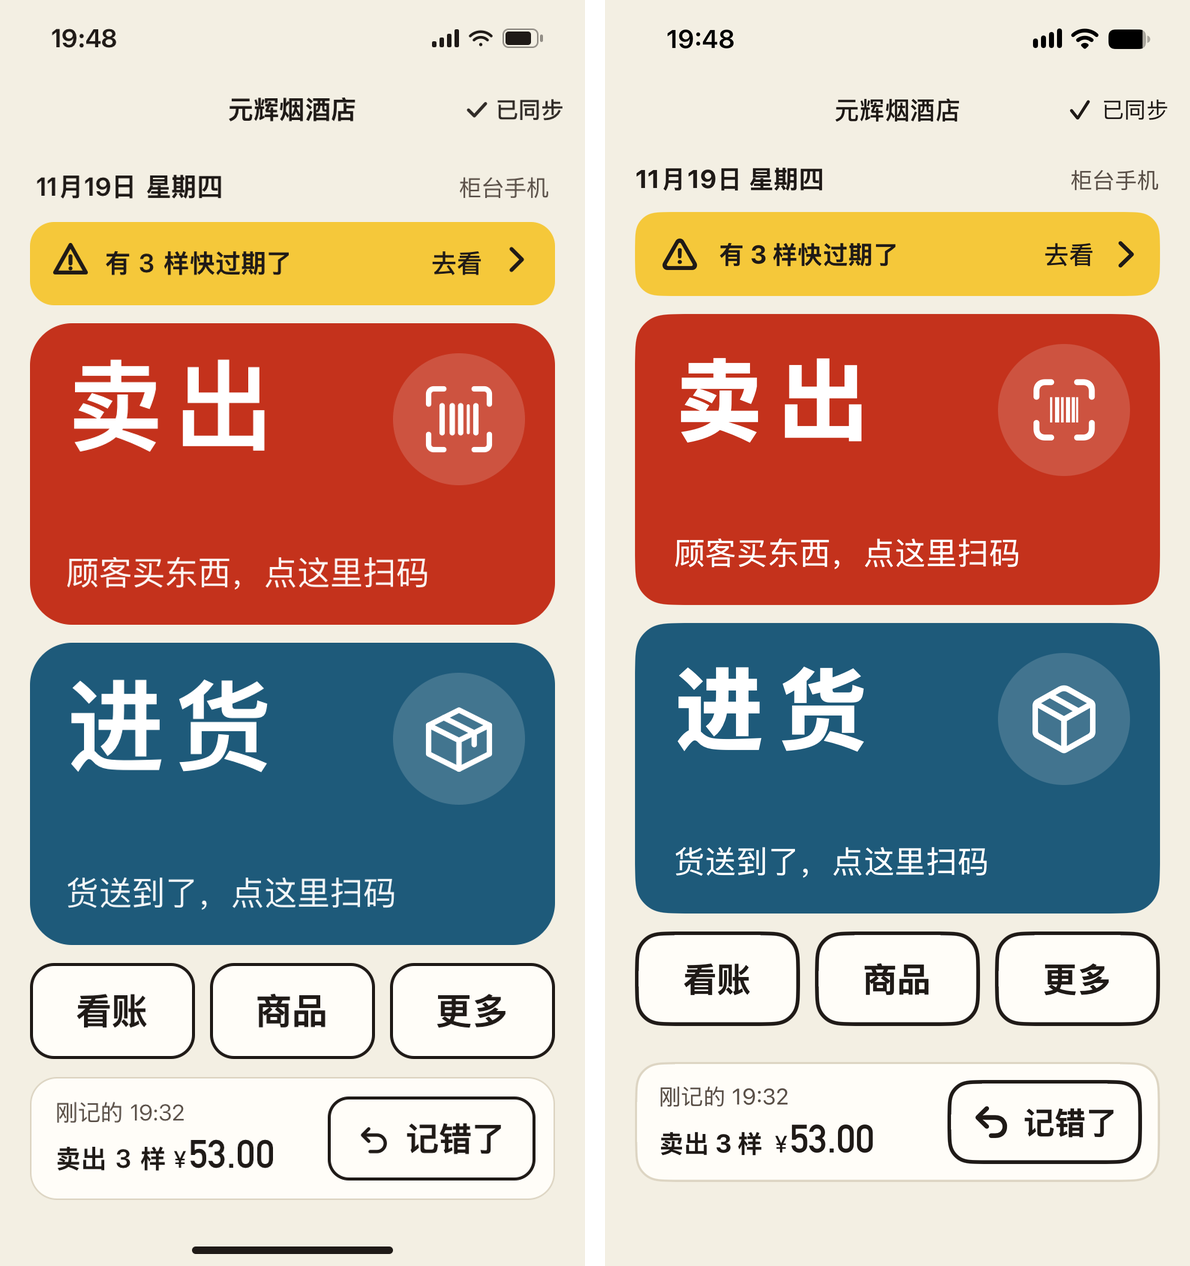 19:48
元辉烟酒店
已同步
11月19日 星期四
柜台手机
有 3 样快过期了
去看
卖出
顾客买东西，点这里扫码
进货
货送到了，点这里扫码
看账
商品
更多
刚记的 19:32
卖出 3 样 ¥53.00
记错了
19:48
元辉烟酒店
已同步
11月19日 星期四
柜台手机
有 3 样快过期了
去看
卖出
顾客买东西，点这里扫码
进货
货送到了，点这里扫码
看账
商品
更多
刚记的 19:32
卖出 3 样 ¥53.00
记错了